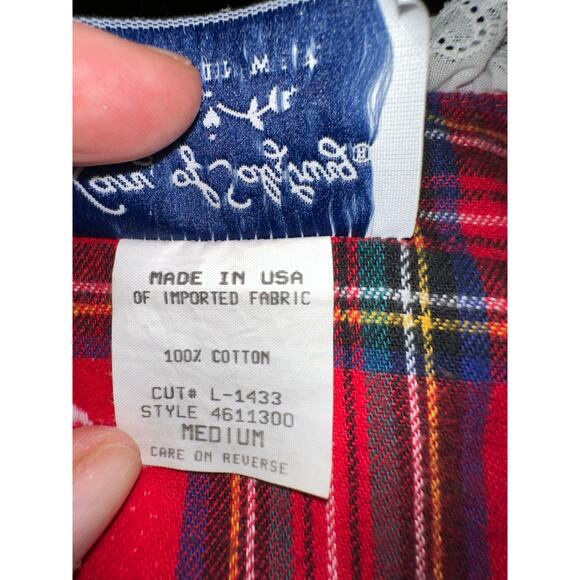 MADE IN USA
OF IMPORTED FABRIC
100% COTTON
CUT# L-1433
STYLE 4611300
MEDIUM
CARE ON REVERSE